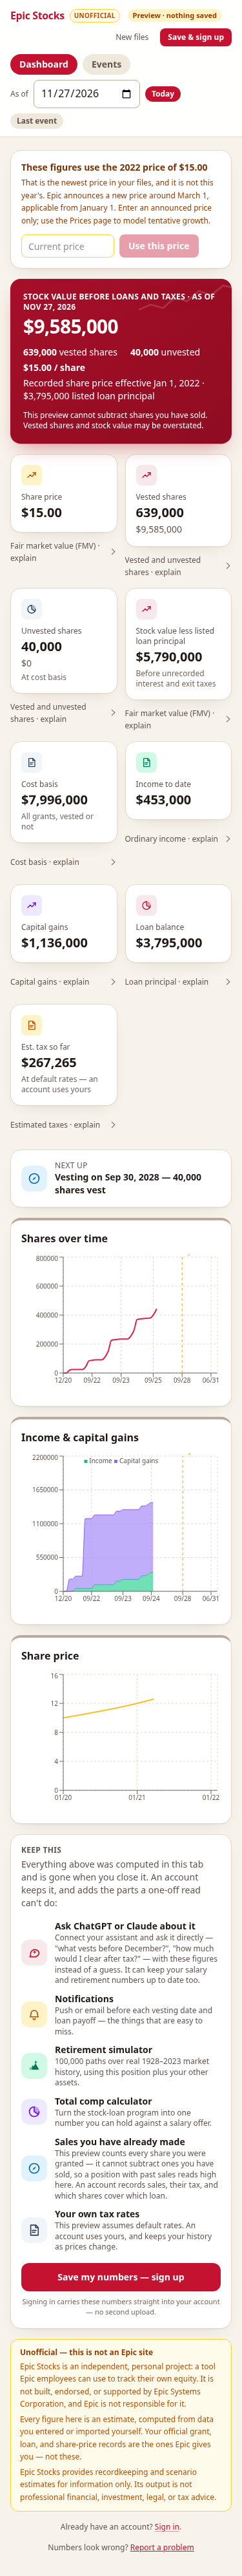 Epic Stocks UNOFFICIAL Preview · nothing saved
New files Save & sign up
Dashboard Events
As of 11/27/2026 Today
Last event
These figures use the 2022 price of $15.00
That is the newest price in your files, and it is not this
year's. Epic announces a new price around March 1,
applicable from January 1. Enter an announced price
only; use the Prices page to model tentative growth.
Current price Use this price
STOCK VALUE BEFORE LOANS AND TAXES · AS OF
NOV 27, 2026
$9,585,000
639,000 vested shares 40,000 unvested
$15.00 / share
Recorded share price effective Jan 1, 2022 ·
$3,795,000 listed loan principal
This preview cannot subtract shares you have sold.
Vested shares and stock value may be overstated.
Share price
$15.00
Fair market value (FMV) ·
explain
Vested shares
639,000
$9,585,000
Vested and unvested
shares · explain
Unvested shares
40,000
$0
At cost basis
Vested and unvested
shares · explain
Stock value less listed
loan principal
$5,790,000
Before unrecorded
interest and exit taxes
Fair market value (FMV) ·
explain
Cost basis
$7,996,000
All grants, vested or
not
Cost basis · explain
Income to date
$453,000
Ordinary income · explain
Capital gains
$1,136,000
Capital gains · explain
Loan balance
$3,795,000
Loan principal · explain
Est. tax so far
$267,265
At default rates — an
account uses yours
Estimated taxes · explain
NEXT UP
Vesting on Sep 30, 2028 — 40,000
shares vest
Shares over time
800000
600000
400000
200000
0
12/20 09/22 09/23 09/25 09/28 06/31
Income & capital gains
2200000
Income Capital gains
1650000
1100000
550000
0
12/20 09/22 09/23 09/24 09/28 06/31
Share price
16
12
8
4
0
01/20 01/21 01/22
KEEP THIS
Everything above was computed in this tab
and is gone when you close it. An account
keeps it, and adds the parts a one-off read
can't do:
Ask ChatGPT or Claude about it
Connect your assistant and ask it directly —
"what vests before December?", "how much
would I clear after tax?" — with these figures
instead of a guess. It can keep your salary
and retirement numbers up to date too.
Notifications
Push or email before each vesting date and
loan payoff — the things that are easy to
miss.
Retirement simulator
100,000 paths over real 1928–2023 market
history, using this position plus your other
assets.
Total comp calculator
Turn the stock-loan program into one
number you can hold against a salary offer.
Sales you have already made
This preview counts every share you were
granted — it cannot subtract ones you have
sold, so a position with past sales reads high
here. An account records sales, their tax, and
which shares cover which loan.
Your own tax rates
This preview assumes default rates. An
account uses yours, and keeps your history
as prices change.
Save my numbers — sign up
Signing in carries these numbers straight into your account
— no second upload.
Unofficial — this is not an Epic site
Epic Stocks is an independent, personal project: a tool
Epic employees can use to track their own equity. It is
not built, endorsed, or supported by Epic Systems
Corporation, and Epic is not responsible for it.
Every figure here is an estimate, computed from data
you entered or imported yourself. Your official grant,
loan, and share-price records are the ones Epic gives
you — not these.
Epic Stocks provides recordkeeping and scenario
estimates for information only. Its output is not
professional financial, investment, legal, or tax advice.
Already have an account? Sign in.
Numbers look wrong? Report a problem